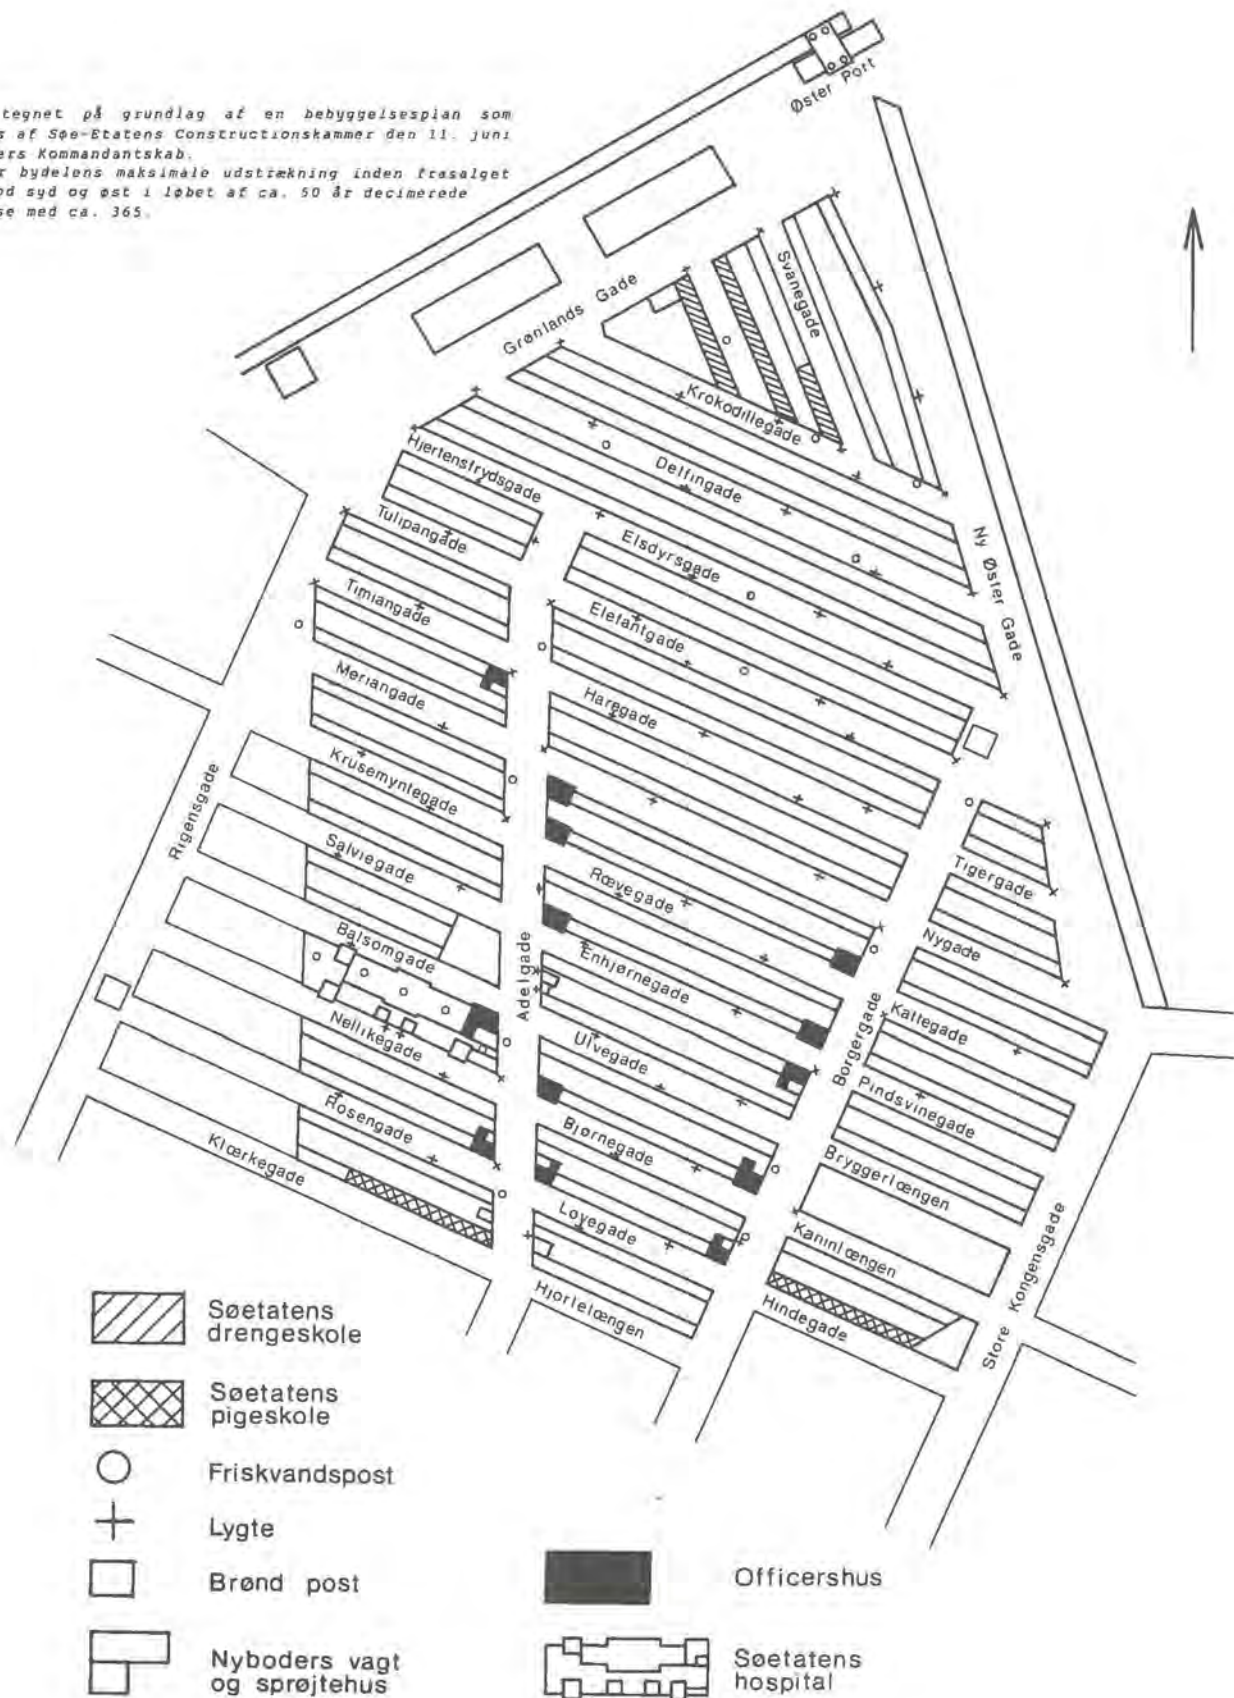 tegnet på grundlag af en bebyggelsesplan som
af Søe-Etatens Constructionskammer den 11. juni
Kommandantskab.
bydelens maksimale udstrækning inden frasalget
syd og øst i løbet af ca. 50 år decimerede
med ca. 365.
Øster Port
Grønlands Gade
Svanegade
Krokodillegade
Hjertensfrydsgade
Delfingade
Tulipangade
Elsdyrsgade
Ny Øster Gade
Timiangade
Elefantgade
Meriangade
Haregade
Krusemyntegade
Rigensgade
Salviegade
Rævegade
Tigergade
Balsomgade
Adelgade
Enhjørnegade
Nygade
Nellikegade
Ulvegade
Borgergade
Kattegade
Rosengade
Bjørnegade
Pindsvinegade
Klærkegade
Løvegade
Bryggerlængen
Kaninlængen
Hjortelængen
Hindegade
Store Kongensgade
Søetatens
drengeskole
Søetatens
pigeskole
Friskvandspost
Lygte
Brønd post
Officershus
Nyboders vagt
og sprøjtehus
Søetatens
hospital